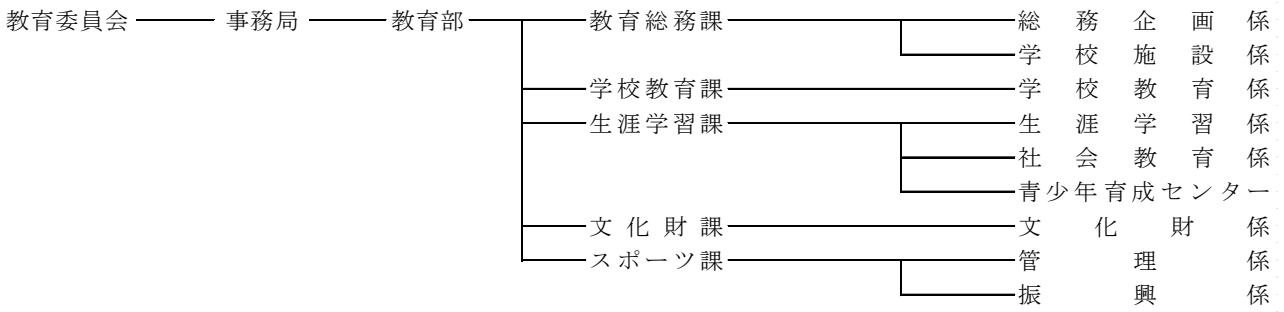 教育委員会 事務局 教育部 教育総務課 総務企画係
学校施設係
学校教育課 学校教育係
生涯学習課 生涯学習係
社会教育係
青少年育成センター
文化財課 文化財係
スポーツ課 管理係
振興係